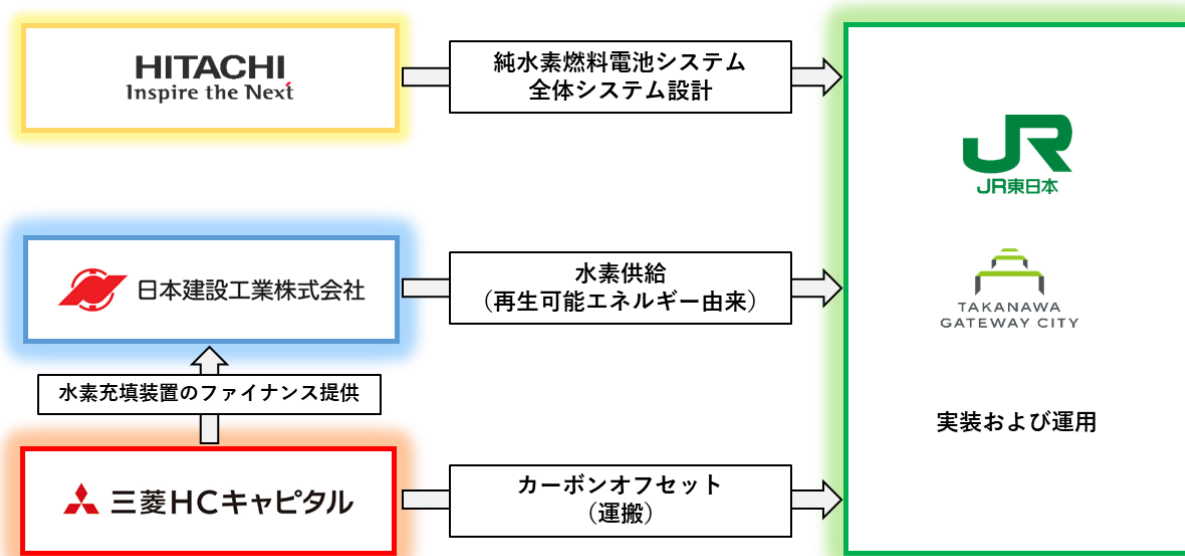 HITACHI
Inspire the Next
純水素燃料電池システム
全体システム設計
JR
JR東日本
日本建設工業株式会社
水素供給
（再生可能エネルギー由来）
TAKANAWA
GATEWAY CITY
水素充填装置のファイナンス提供
実装および運用
三菱HCキャピタル
カーボンオフセット
（運搬）